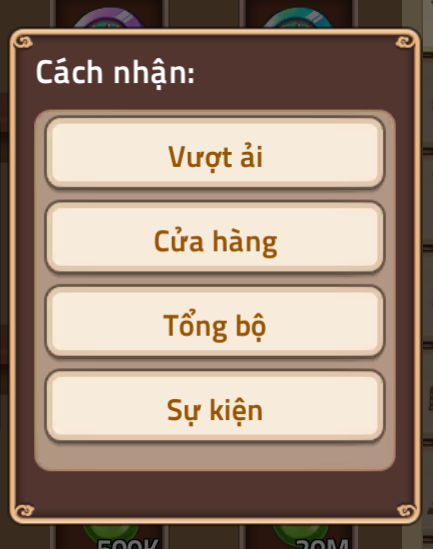 Cách nhận:
Vượt ải
Cửa hàng
Tổng bộ
Sự kiện